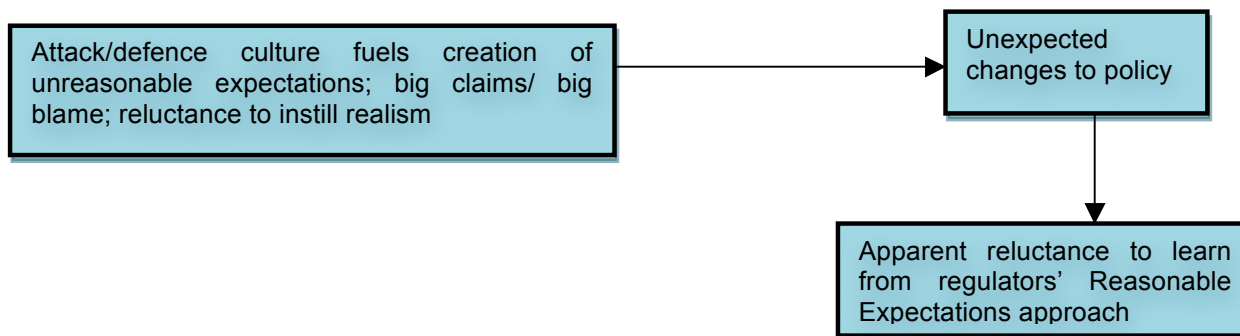 Attack/defence culture fuels creation of
unreasonable expectations; big claims/ big
blame; reluctance to instill realism
Unexpected
changes to policy
Apparent reluctance to learn
from regulators’ Reasonable
Expectations approach